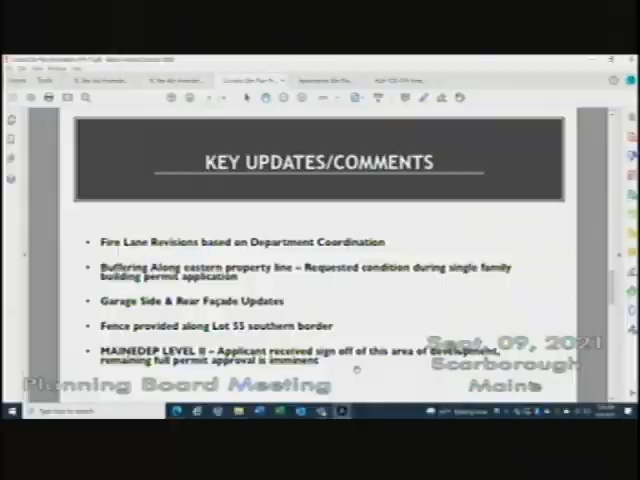 KEY UPDATES/COMMENTS
• Fire Lane Revisions based on Department Coordination
• Buffering Along eastern property line – Requested condition during single family
building permit application
• Garage Side & Rear Façade Updates
• Fence provided along Lot 55 southern border
• MAINEDEP LEVEL II – Applicant received sign off of this area of development,
remaining full permit approval is imminent
Sept. 09, 2021
Scarborough
Maine
Planning Board Meeting